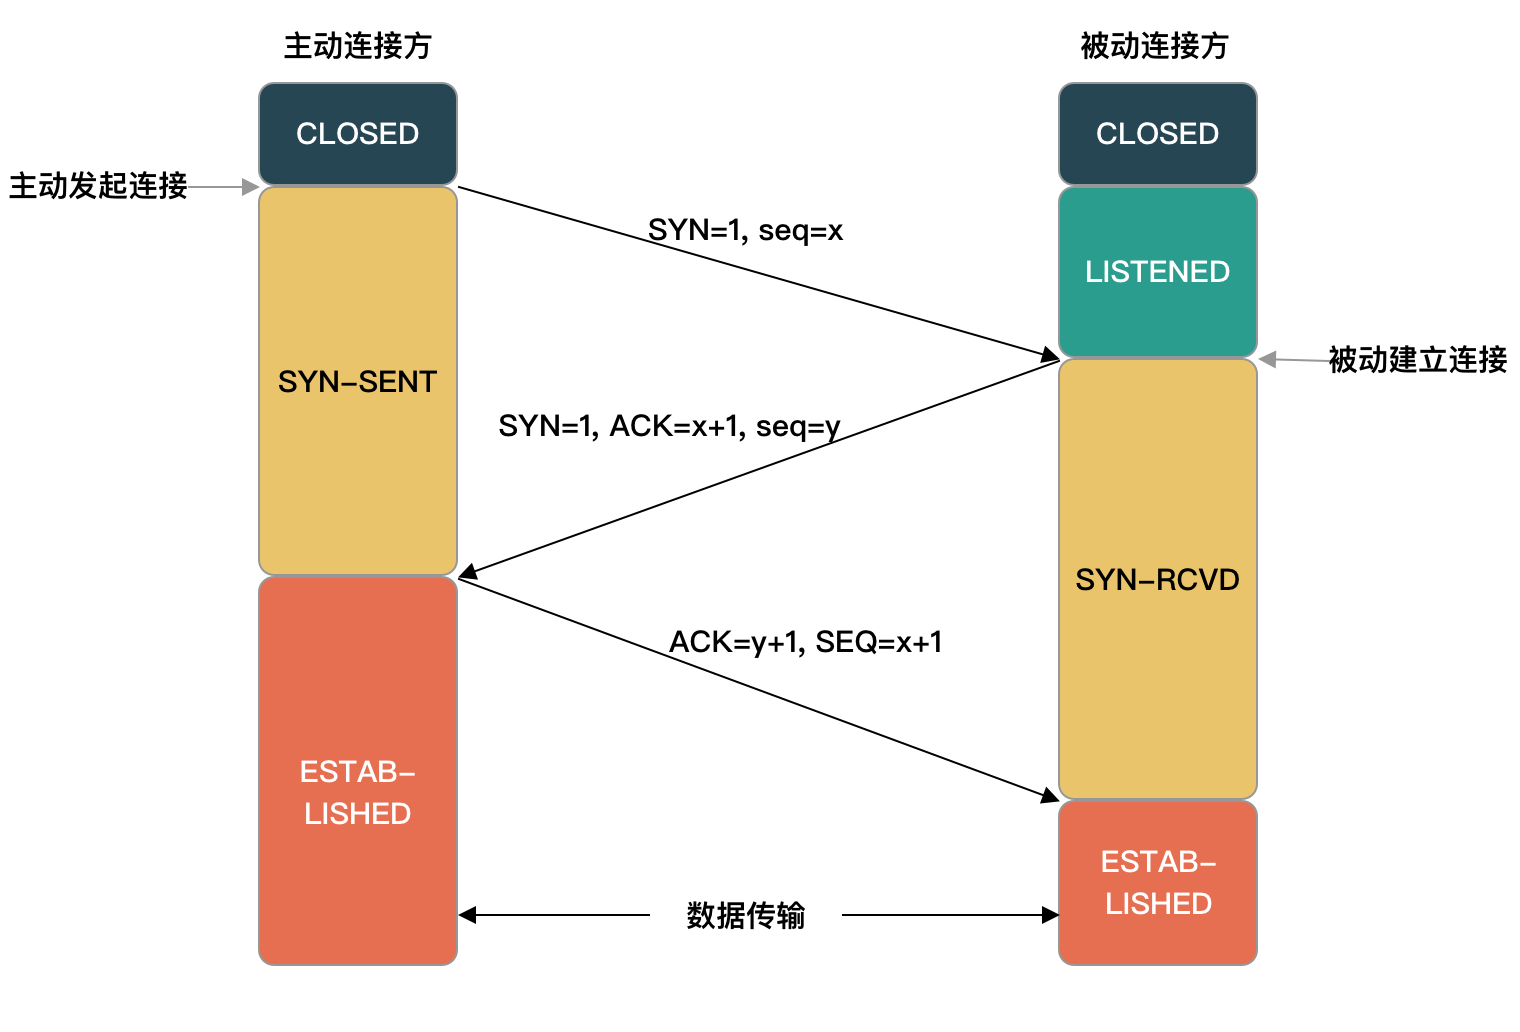 主动连接方
被动连接方
CLOSED
CLOSED
主动发起连接
SYN=1, seq=x
LISTENED
被动建立连接
SYN-SENT
SYN=1, ACK=x+1, seq=y
SYN-RCVD
ACK=y+1, SEQ=x+1
ESTAB-
LISHED
ESTAB-
LISHED
数据传输